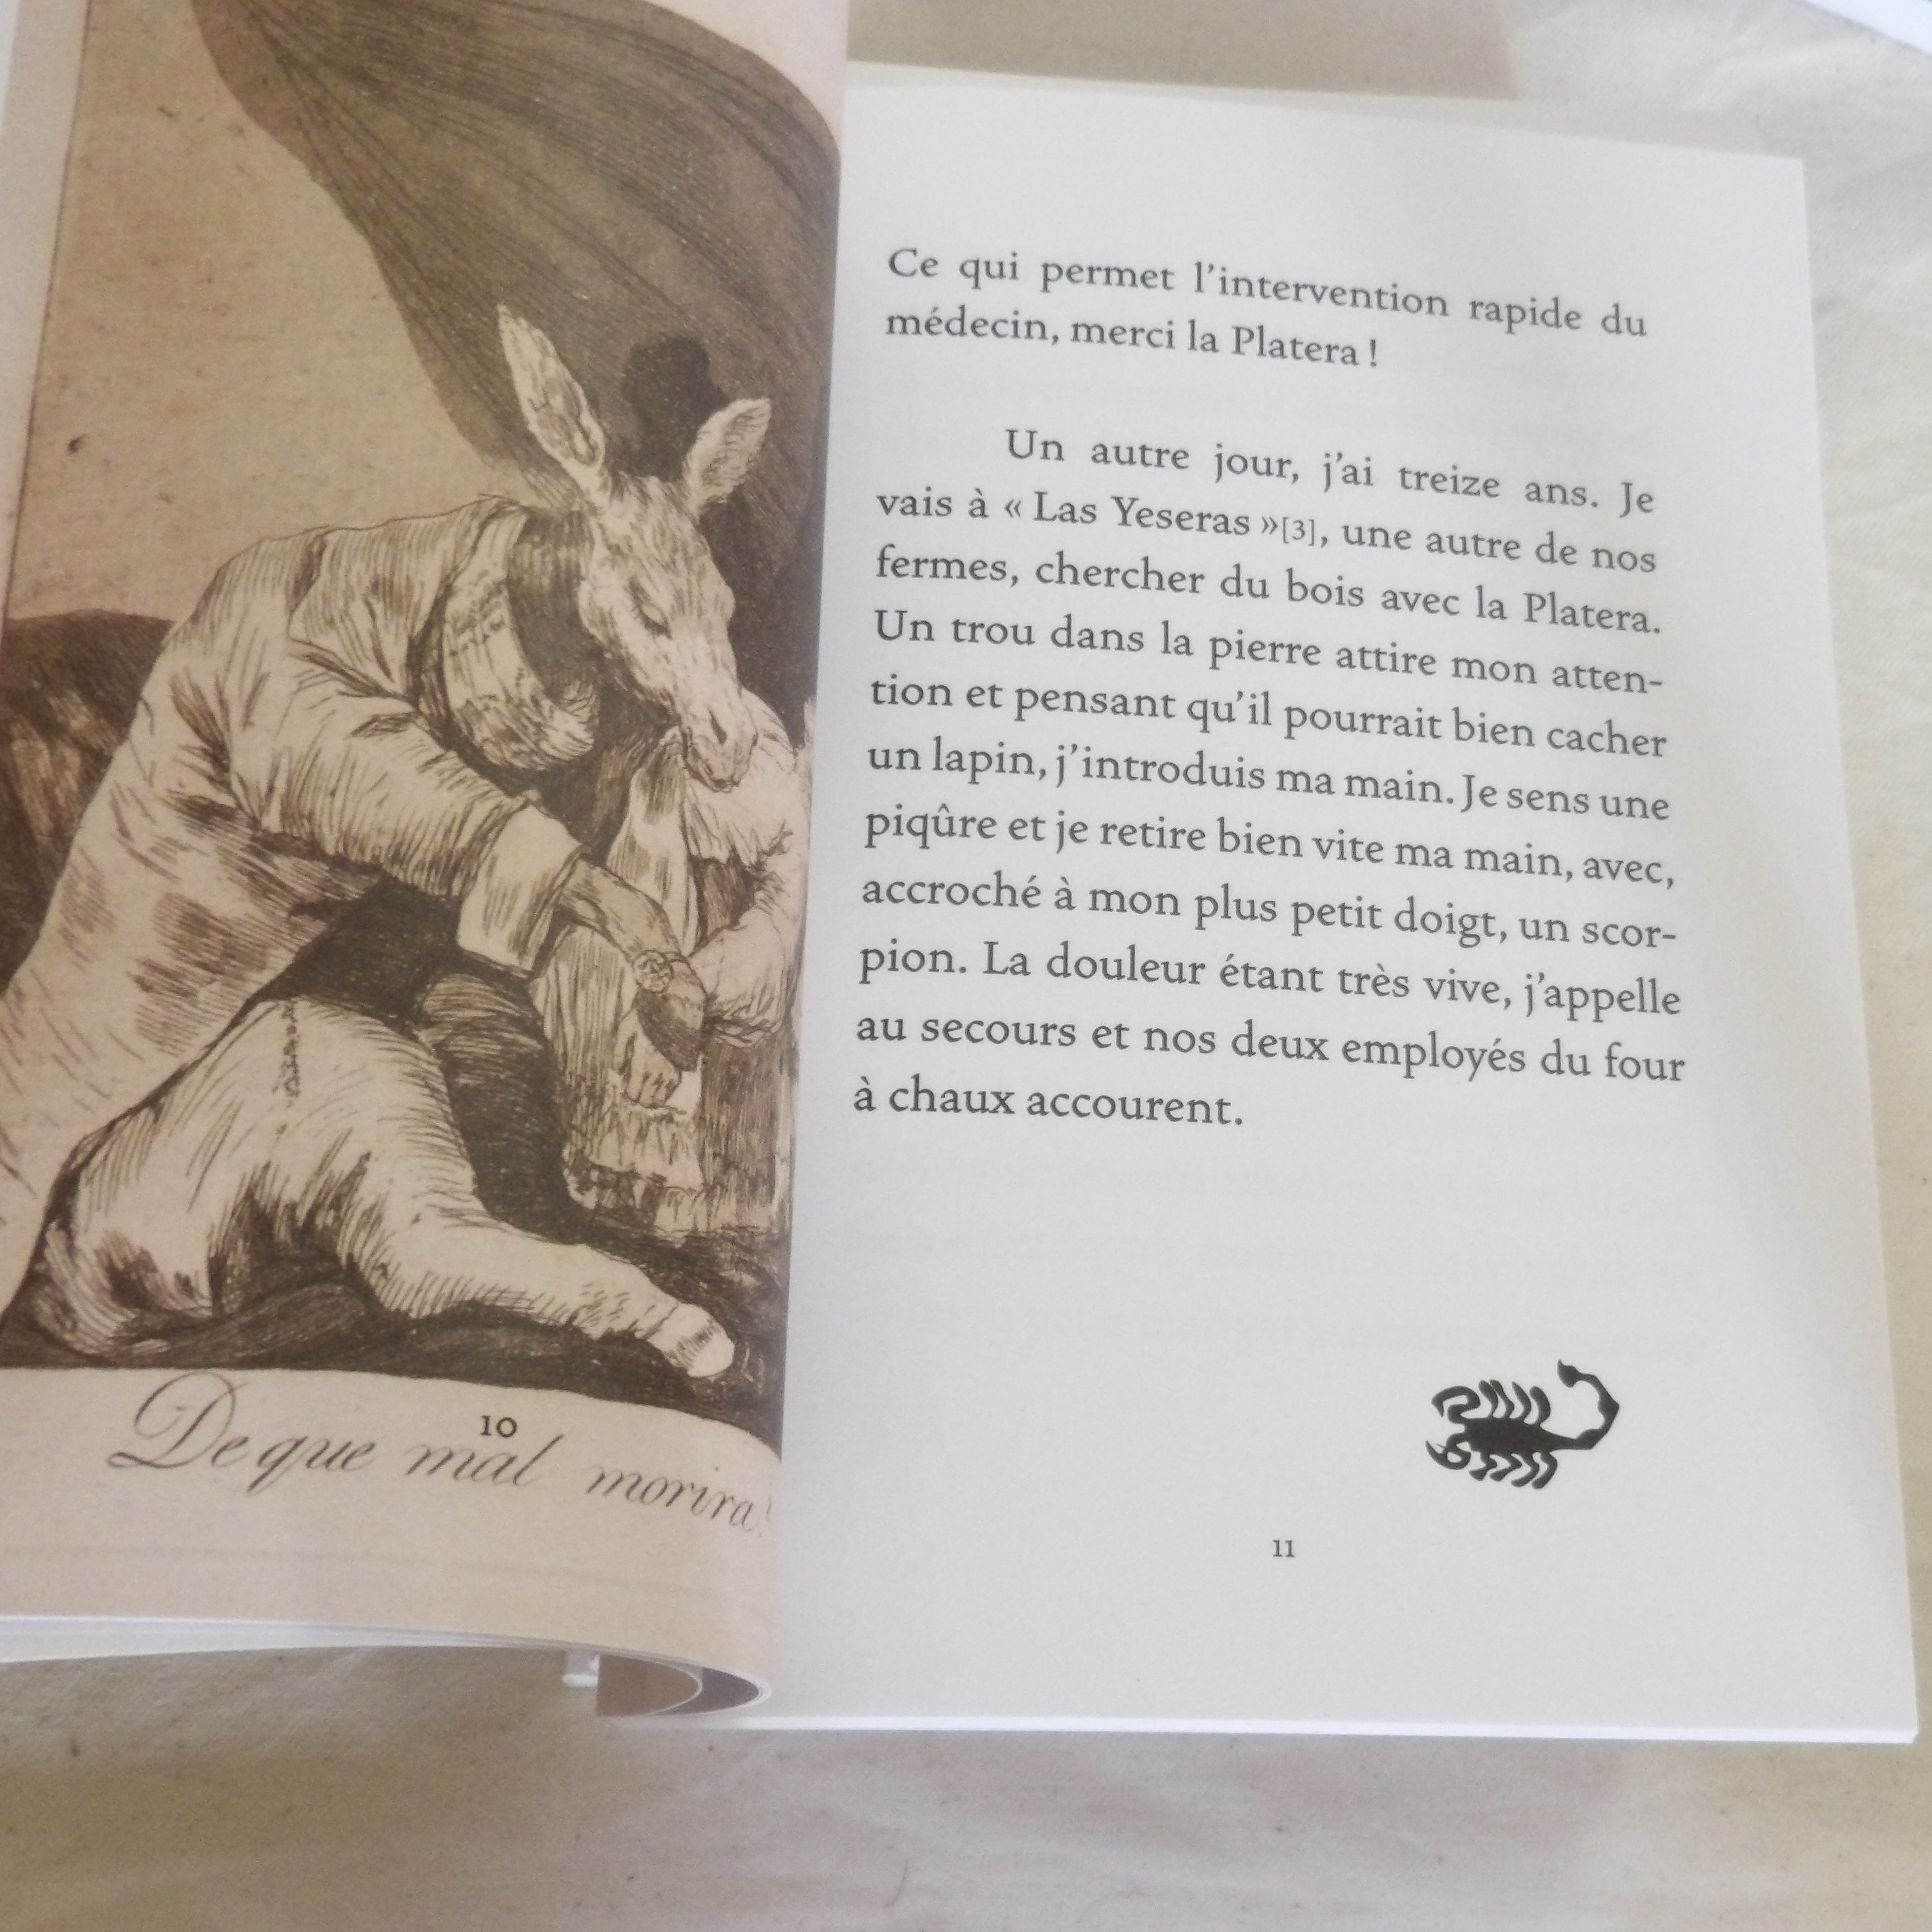 10
De que mal morira?
Ce qui permet l'intervention rapide du
médecin, merci la Platera !
Un autre jour, j'ai treize ans. Je
vais à « Las Yeseras »[3], une autre de nos
fermes, chercher du bois avec la Platera.
Un trou dans la pierre attire mon atten-
tion et pensant qu'il pourrait bien cacher
un lapin, j'introduis ma main. Je sens une
piqûre et je retire bien vite ma main, avec,
accroché à mon plus petit doigt, un scor-
pion. La douleur étant très vive, j'appelle
au secours et nos deux employés du four
à chaux accourent.
11